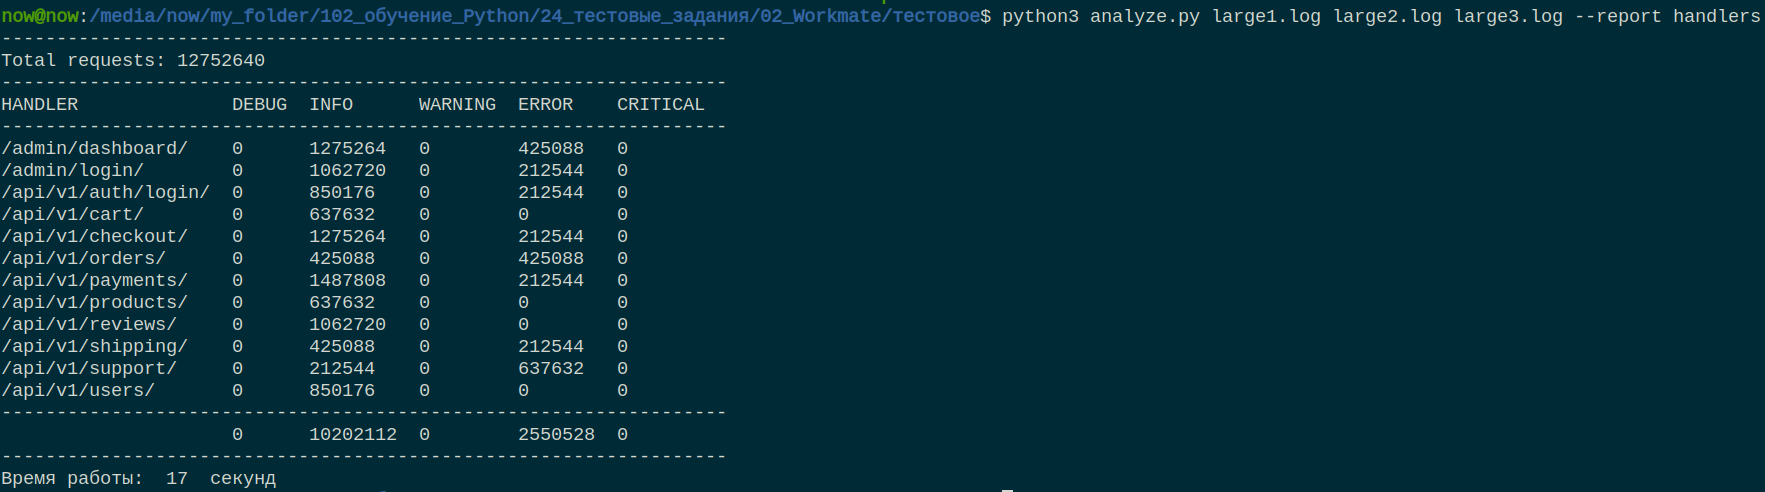 now@now:/media/now/my_folder/102_обучение_Python/24_тестовые_задания/02_Workmate/тестовое$ python3 analyze.py large1.log large2.log large3.log --report handlers
------------------------------------------------------------------
Total requests: 12752640
------------------------------------------------------------------
HANDLER              DEBUG  INFO      WARNING  ERROR    CRITICAL
------------------------------------------------------------------
/admin/dashboard/    0      1275264   0        425088   0
/admin/login/        0      1062720   0        212544   0
/api/v1/auth/login/  0      850176    0        212544   0
/api/v1/cart/        0      637632    0        0        0
/api/v1/checkout/    0      1275264   0        212544   0
/api/v1/orders/      0      425088    0        425088   0
/api/v1/payments/    0      1487808   0        212544   0
/api/v1/products/    0      637632    0        0        0
/api/v1/reviews/     0      1062720   0        0        0
/api/v1/shipping/    0      425088    0        212544   0
/api/v1/support/     0      212544    0        637632   0
/api/v1/users/       0      850176    0        0        0
------------------------------------------------------------------
                     0      10202112  0        2550528  0
------------------------------------------------------------------
Время работы:  17  секунд